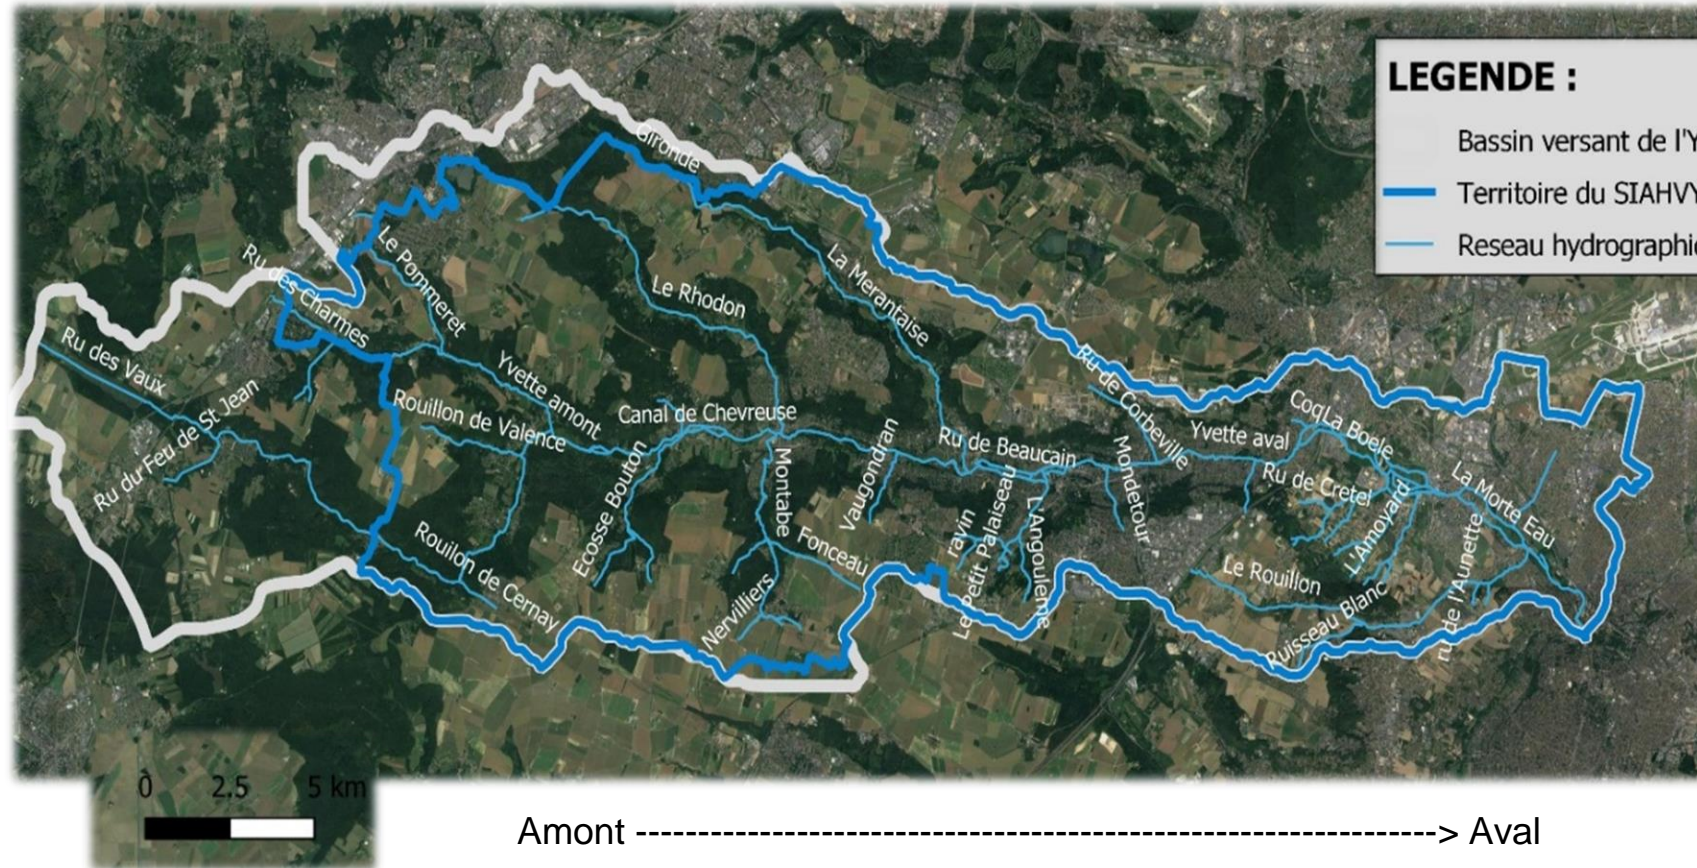 LEGENDE :
Bassin versant de l'Y
Territoire du SIAHVY
Reseau hydrographi
Gironde
Le Pommeret
Ru des Charmes
Le Rhodon
La Merantaise
Ru des Vaux
Ru du Feu de St Jean
Yvette amont
Rouillon de Valence
Canal de Chevreuse
Ru de Corbeville
Coq
La Boele
Yvette aval
Ru de Beaucain
Mondetour
Ru de Cretel
La Morte Eau
Ecosse Bouton
Montabe
Vaugondran
ravin
Le Petit Palaiseau
L'Angouleme
L'Amoyard
Rouilon de Cernay
Fonceau
Nervilliers
Le Rouillon
Ruisseau Blanc
ru de l'Aunette
0 2.5 5 km
Amont ----------------------------------------------------------------> Aval